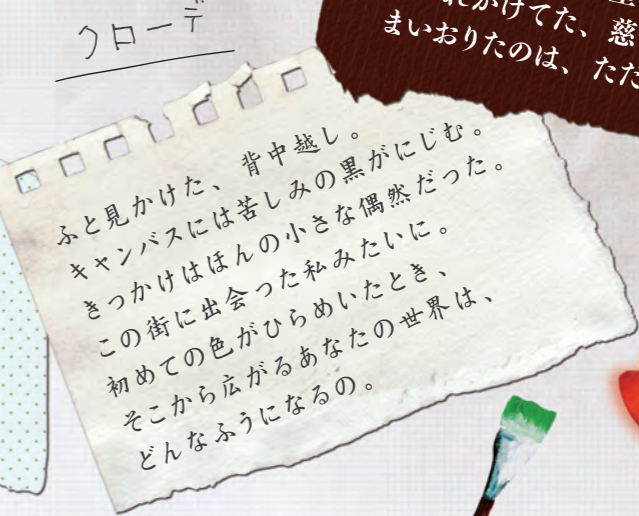 クローデ
れかけてた、慈
まいおりたのは、ただ
ふと見かけた、背中越し。
キャンバスには苦しみの黒がにじむ。
きっかけはほんの小さな偶然だった。
この街に出会った私みたいに。
初めての色がひらめいたとき、
そこから広がるあなたの世界は、
どんなふうになるの。